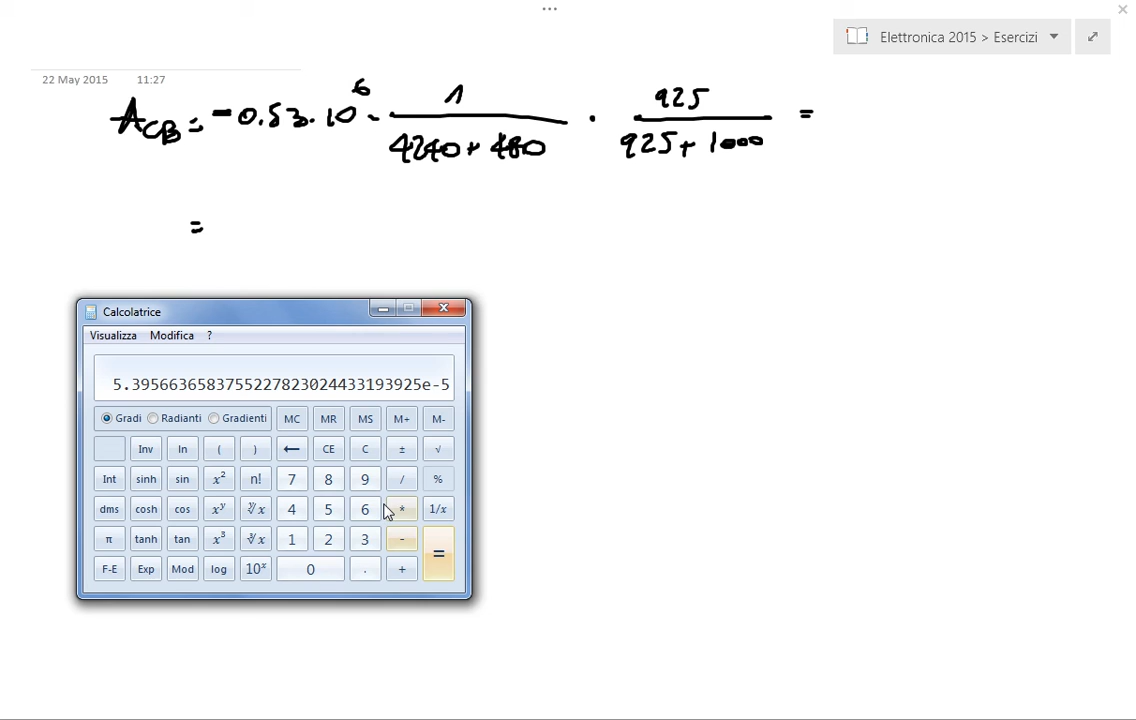 ...
Elettronica 2015 > Esercizi
22 May 2015 11:27
A_CB = -0.53·10^6 · 1/(4240+480) · 925/(925+1000) =
=
Calcolatrice
Visualizza Modifica ?
5.3956636583755227823024433193925e-5
Gradi Radianti Gradienti MC MR MS M+ M-
Inv ln ( ) ← CE C ± √
Int sinh sin x² n! 7 8 9 / %
dms cosh cos x^y ʸ√x 4 5 6 * 1/x
π tanh tan x³ ³√x 1 2 3 - =
F-E Exp Mod log 10ˣ 0 . +